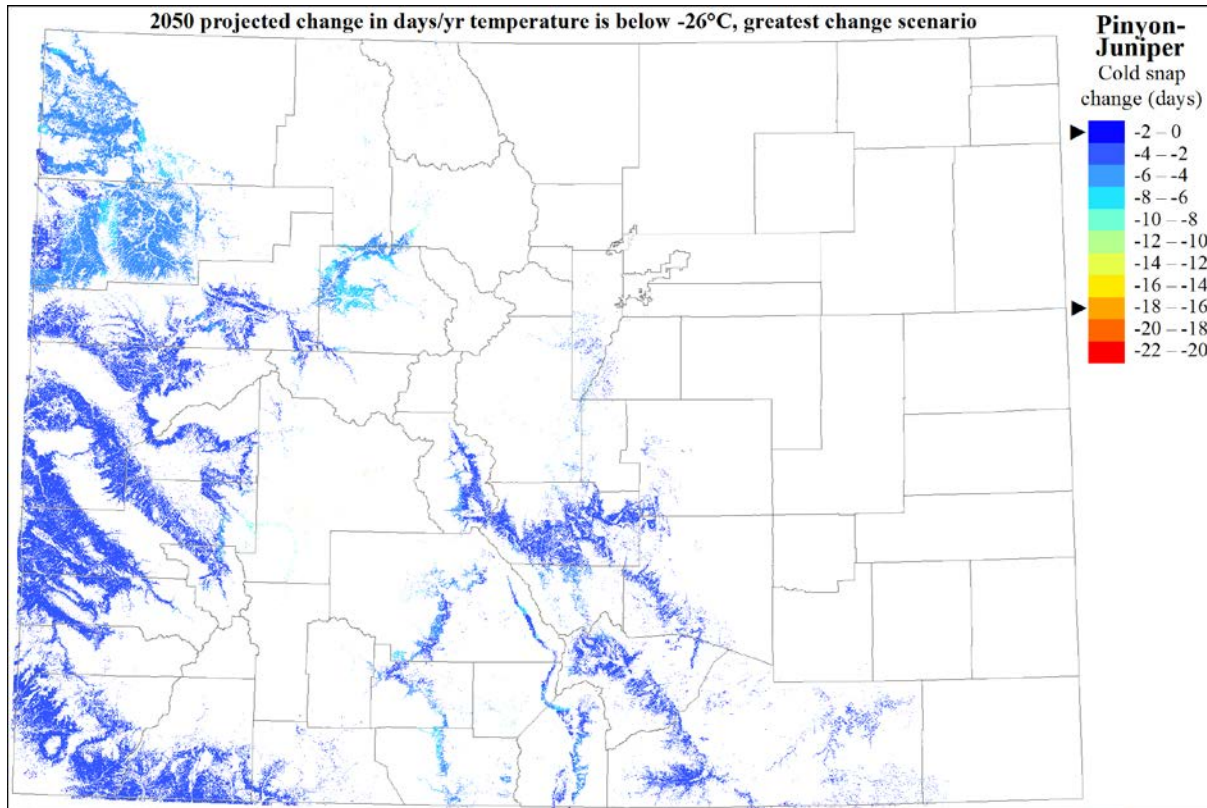 2050 projected change in days/yr temperature is below -26°C, greatest change scenario
Pinyon-
Juniper
Cold snap
change (days)
-2 – 0
-4 – -2
-6 – -4
-8 – -6
-10 – -8
-12 – -10
-14 – -12
-16 – -14
-18 – -16
-20 – -18
-22 – -20